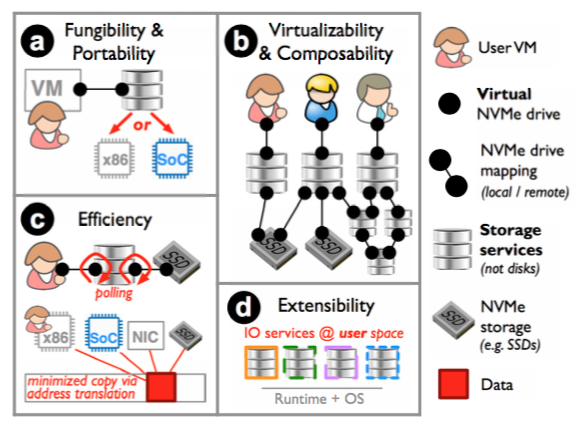 a
Fungibility &
Portability
VM
or
x86
SoC
b
Virtualizability
& Composability
SSD
SSD
c
Efficiency
SSD
polling
x86
SoC
NIC
SSD
minimized copy via
address translation
d
Extensibility
IO services @ user space
Runtime + OS
User VM
Virtual
NVMe drive
NVMe drive
mapping
(local / remote)
Storage
services
(not disks)
SSD
NVMe
storage
(e.g. SSDs)
Data